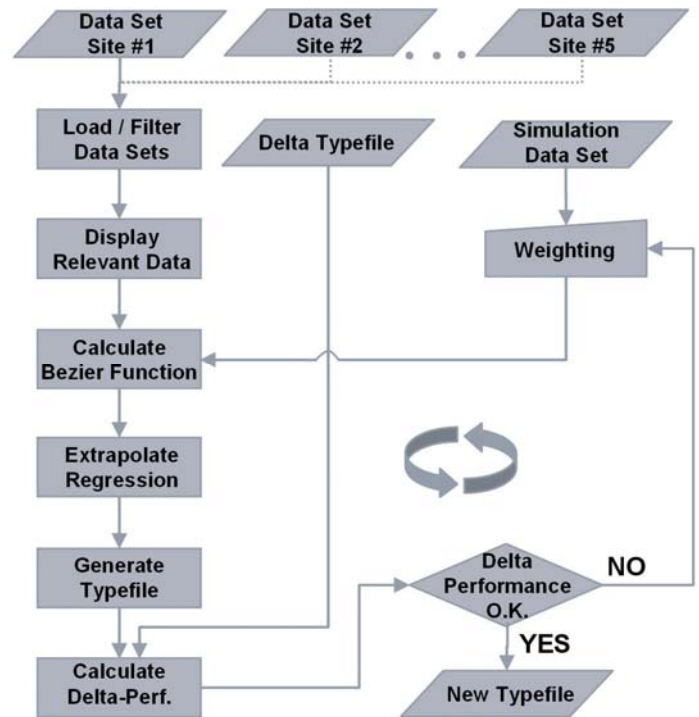 Data Set
Site #1
Data Set
Site #2
Data Set
Site #5
Load / Filter
Data Sets
Delta Typefile
Simulation
Data Set
Display
Relevant Data
Weighting
Calculate
Bezier Function
Extrapolate
Regression
Generate
Typefile
Delta
Performance
O.K.
NO
YES
Calculate
Delta-Perf.
New Typefile